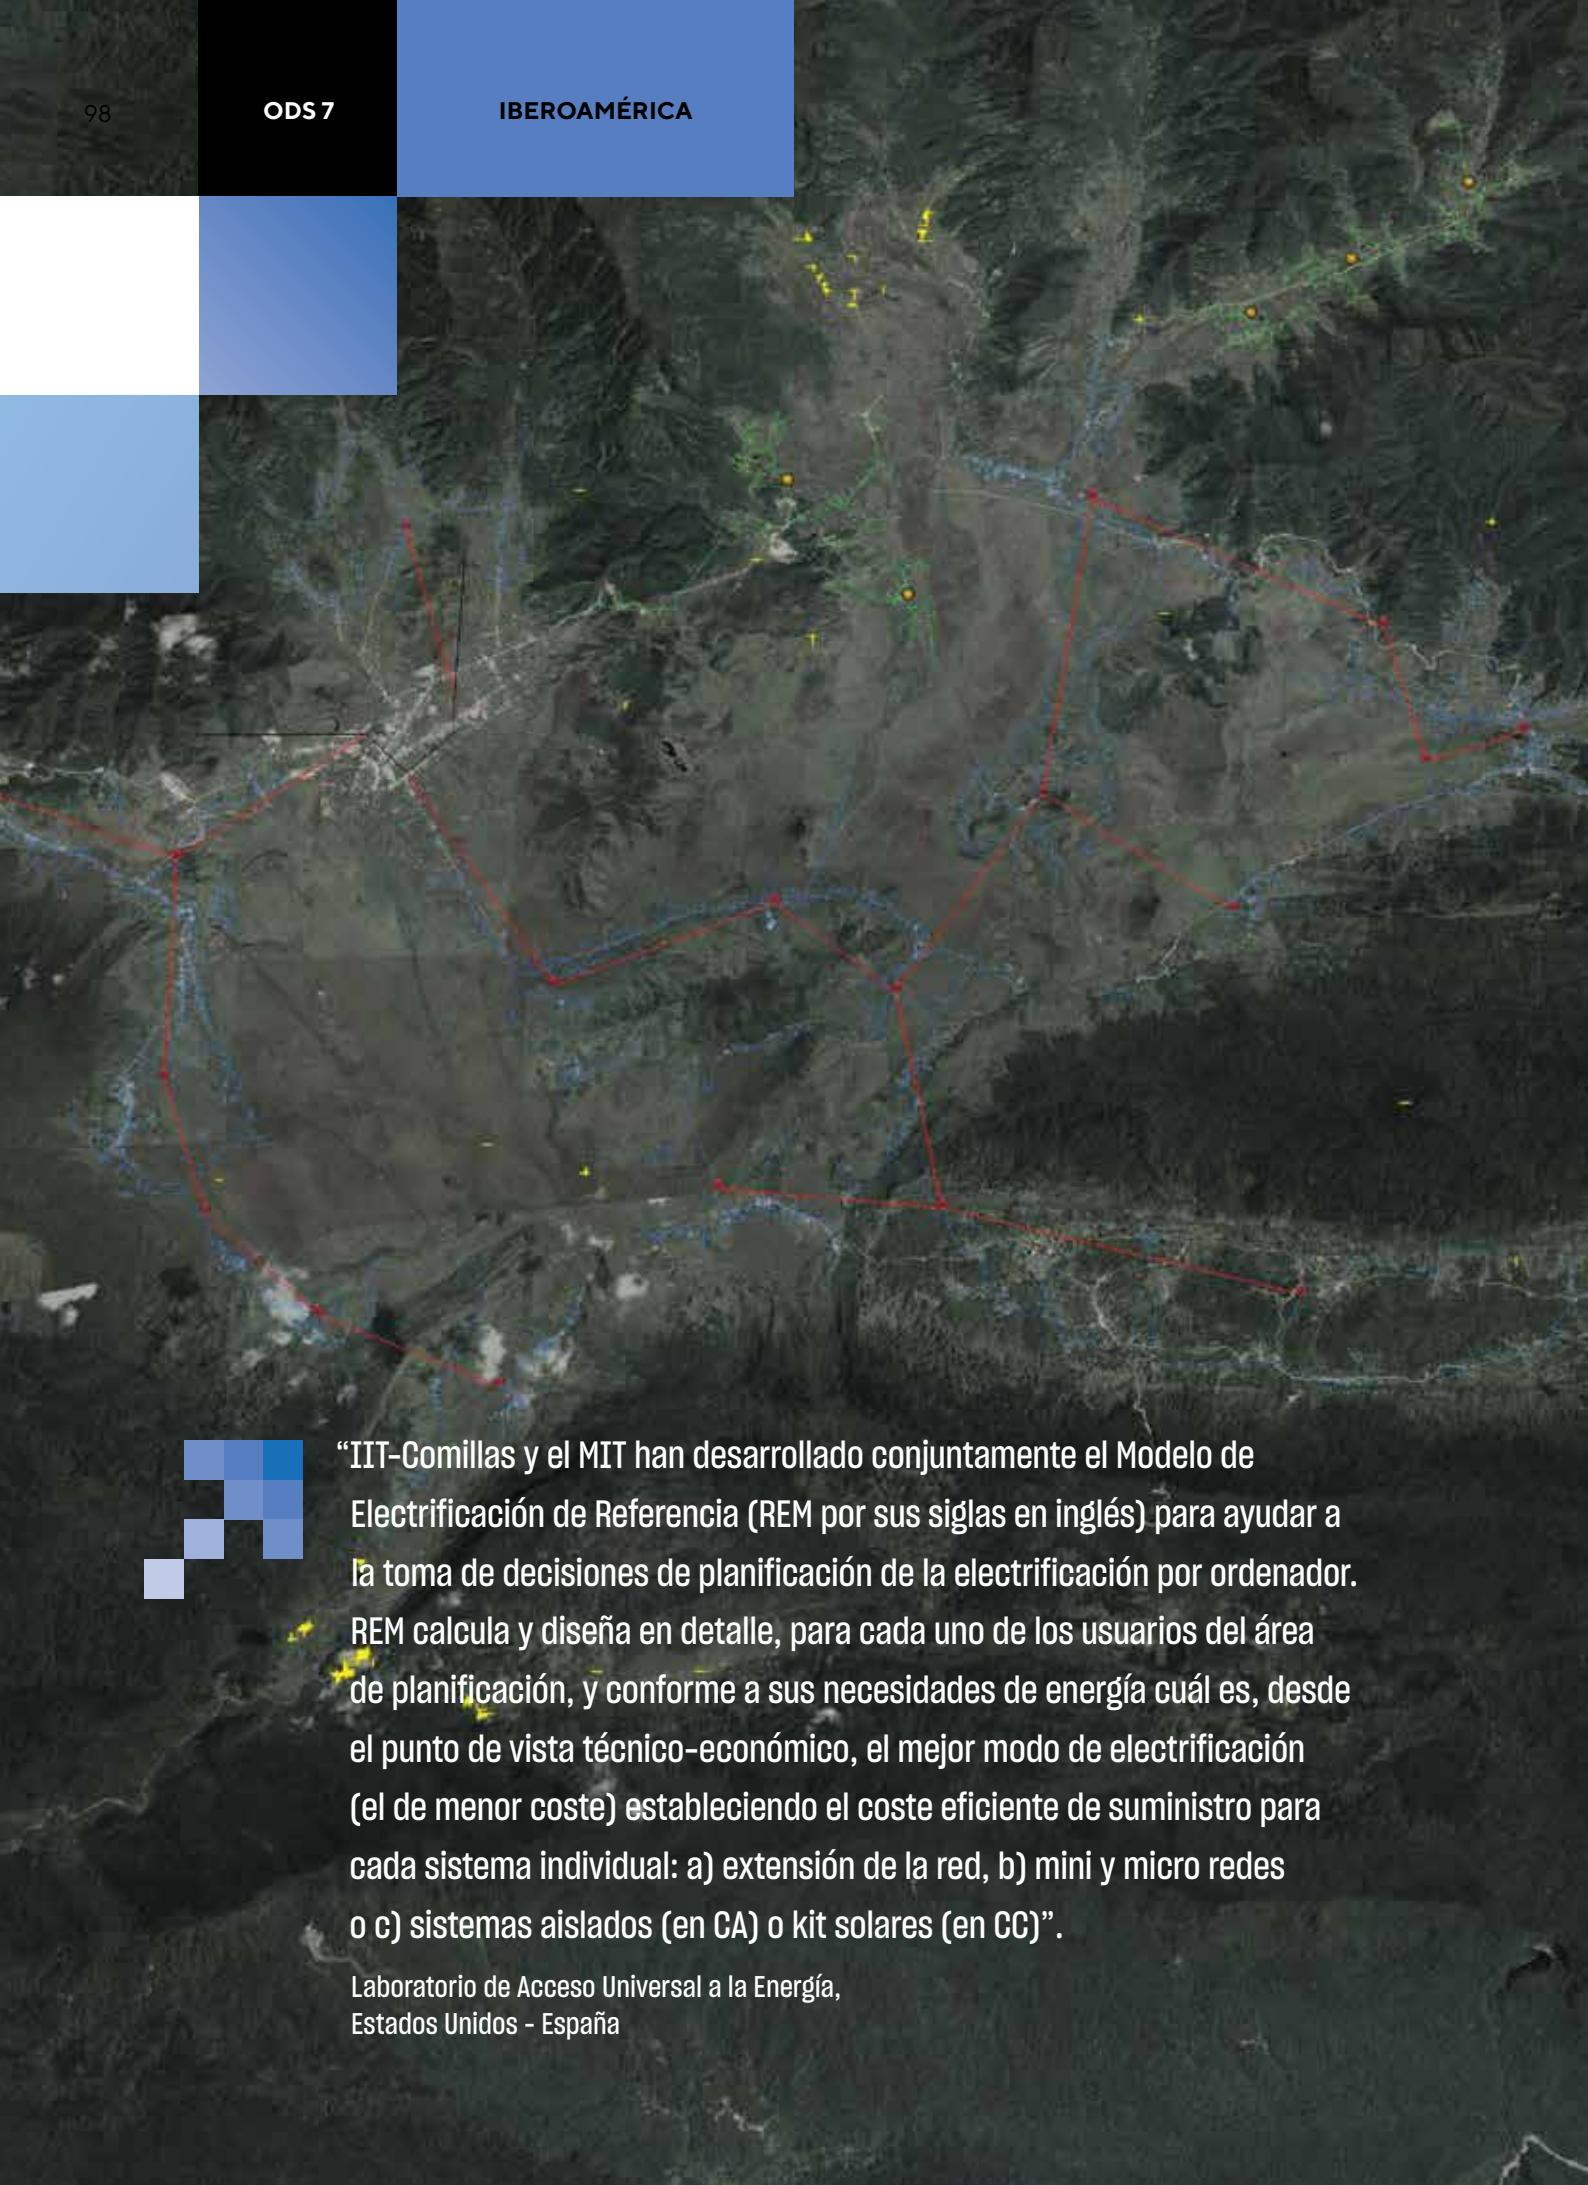 98
ODS 7
IBEROAMÉRICA
“IIT-Comillas y el MIT han desarrollado conjuntamente el Modelo de
Electrificación de Referencia (REM por sus siglas en inglés) para ayudar a
la toma de decisiones de planificación de la electrificación por ordenador.
REM calcula y diseña en detalle, para cada uno de los usuarios del área
de planificación, y conforme a sus necesidades de energía cuál es, desde
el punto de vista técnico-económico, el mejor modo de electrificación
(el de menor coste) estableciendo el coste eficiente de suministro para
cada sistema individual: a) extensión de la red, b) mini y micro redes
o c) sistemas aislados (en CA) o kit solares (en CC)”.
Laboratorio de Acceso Universal a la Energía,
Estados Unidos - España